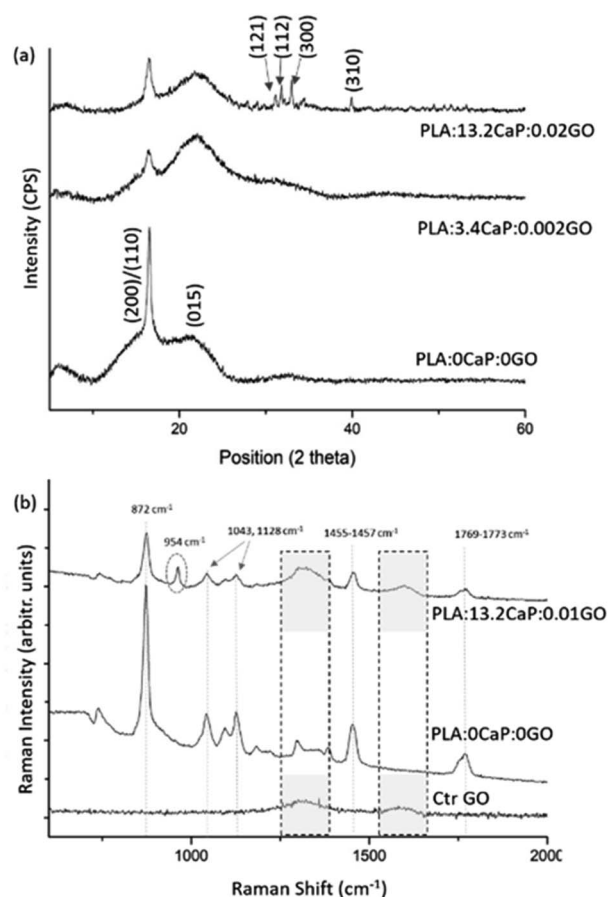 (a)
(121)
(112)
(300)
(310)
PLA:13.2CaP:0.02GO
PLA:3.4CaP:0.002GO
(200)/(110)
(015)
PLA:0CaP:0GO
Intensity (CPS)
20
40
60
Position (2 theta)
(b)
872 cm⁻¹
954 cm⁻¹
1043, 1128 cm⁻¹
1455-1457 cm⁻¹
1769-1773 cm⁻¹
PLA:13.2CaP:0.01GO
PLA:0CaP:0GO
Ctr GO
Raman Intensity (arbitr. units)
1000
1500
2000
Raman Shift (cm⁻¹)